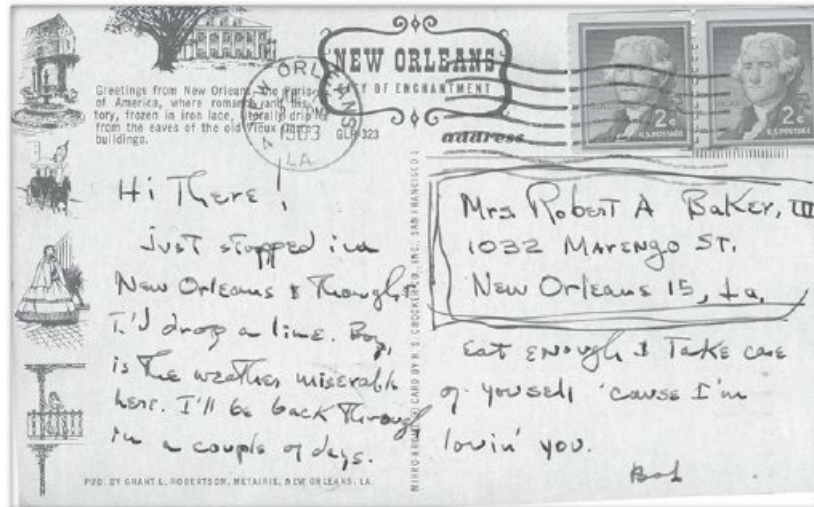 NEW ORLEANS
CITY OF ENCHANTMENT
Greetings from New Orleans, the Paris
of America, where romance and his-
tory, frozen in iron lace, literally drip
from the eaves of the old Vieux
buildings.
GLR-323
ORLEANS
LA.
address
2¢
U.S. POSTAGE
2¢
U.S. POSTAGE
Hi There!
Just stopped in
New Orleans & Thought
I'd drop a line. Boy,
is The weather miserable
here. I'll be back Through
in a couple of days.
Mrs Robert A Baker, III
1032 Marengo St.
New Orleans 15, La.
Eat enough & Take care
of youself 'cause I'm
lovin' you.
Bob
PUB. BY GRANT L. ROBERTSON, METAIRIE, NEW ORLEANS, LA.
CARD BY H. S. CROCKER CO., INC., SAN FRANCISCO